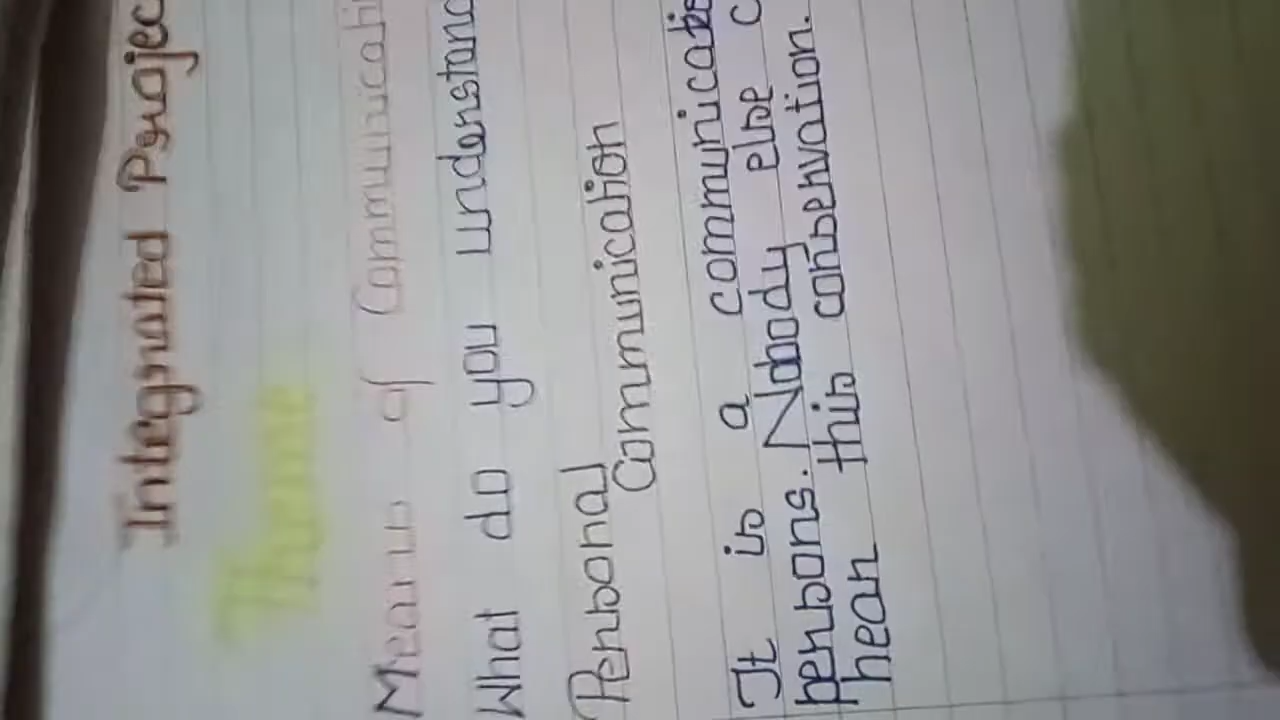 Integrated Projec
Theme
Means of Communicati
What do you understand
Personal
Communication
It is a communicatio
persons. Nobody else c
hear this conservation.